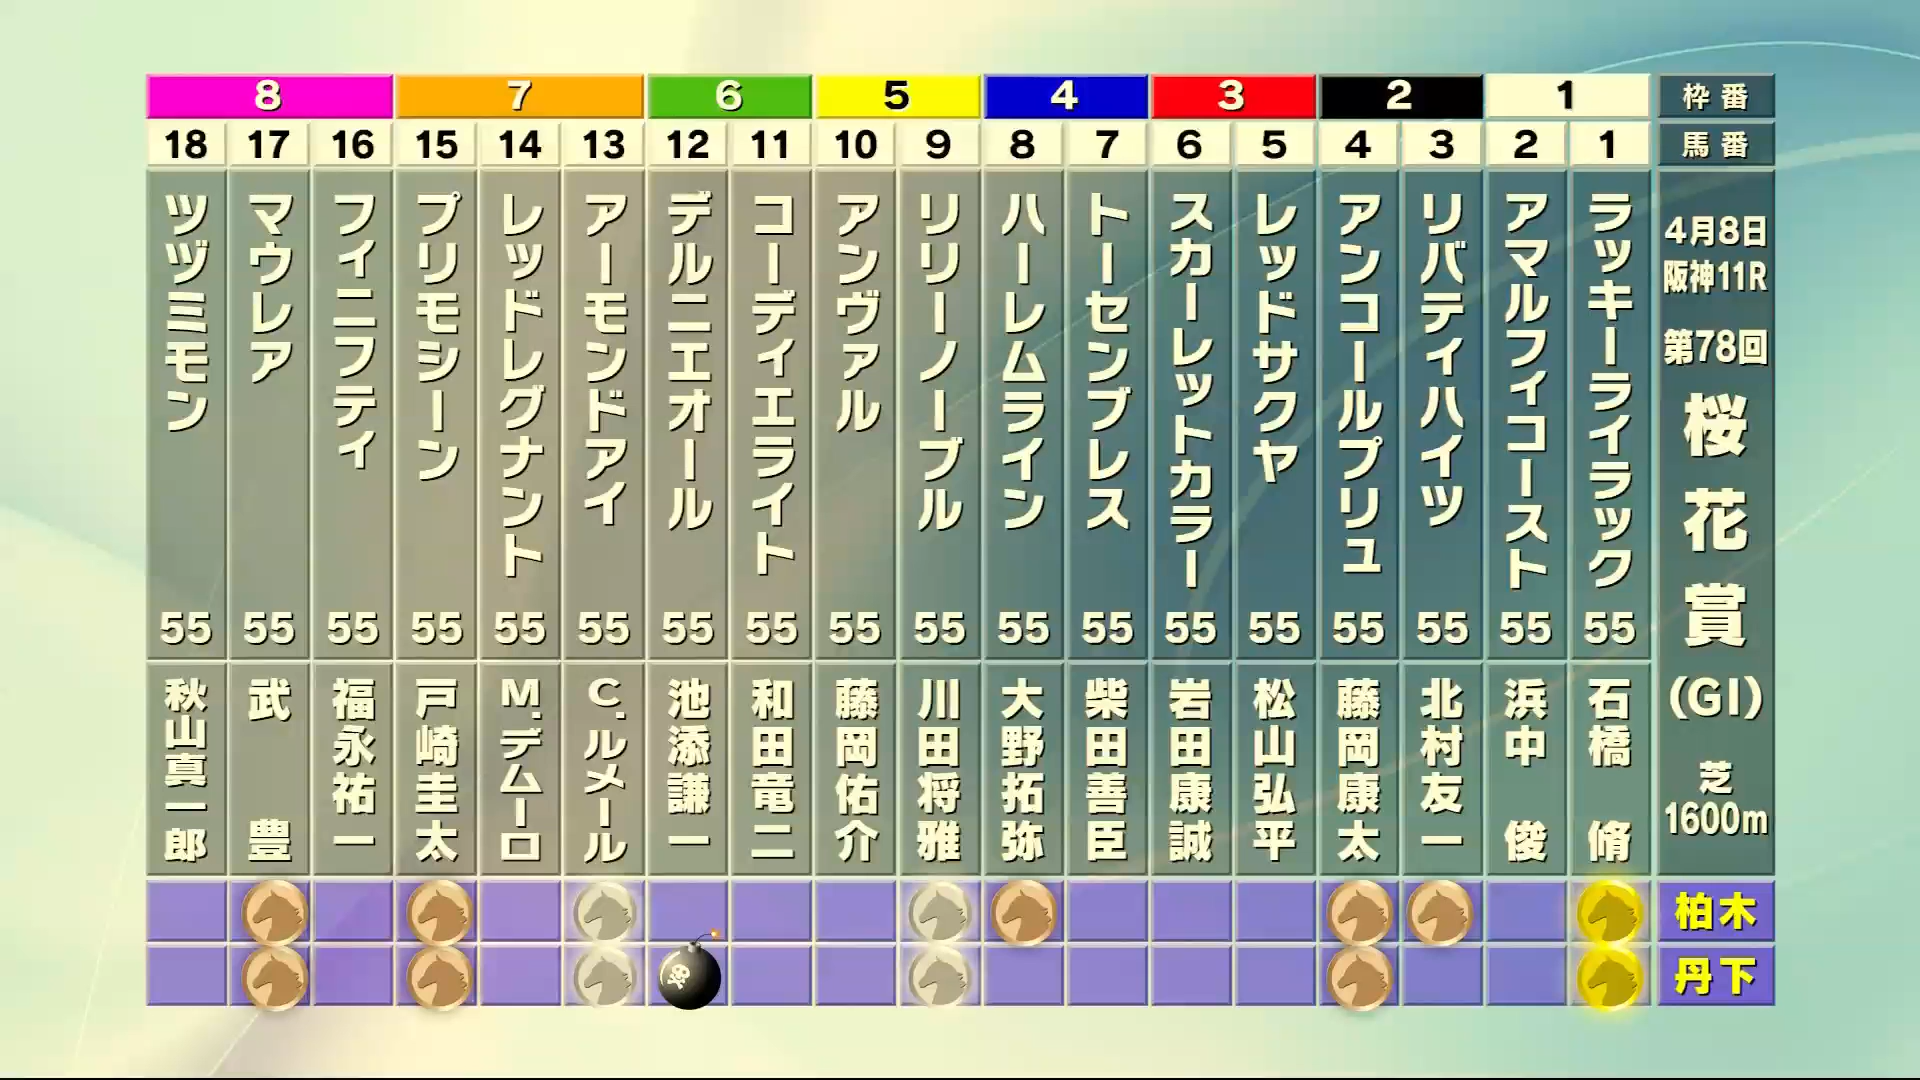 枠番
1
2
3
4
5
6
7
8
馬番
1
2
3
4
5
6
7
8
9
10
11
12
13
14
15
16
17
18
4月8日
阪神11R
第78回
桜花賞
(GI)
芝
1600m
ラッキーライラック
55
石橋 脩
アマルフィコースト
55
浜中 俊
リバティハイツ
55
北村友一
アンコールプリュ
55
藤岡康太
レッドサクヤ
55
松山弘平
スカーレットカラー
55
岩田康誠
トーセンブレス
55
柴田善臣
ハーレムライン
55
大野拓弥
リリーノーブル
55
川田将雅
アンヴァル
55
藤岡佑介
コーディエライト
55
和田竜二
デルニエオール
55
池添謙一
アーモンドアイ
55
C.ルメール
レッドレグナント
55
M.デムーロ
プリモシーン
55
戸崎圭太
フィニフティ
55
福永祐一
マウレア
55
武 豊
ツヅミモン
55
秋山真一郎
柏木
丹下